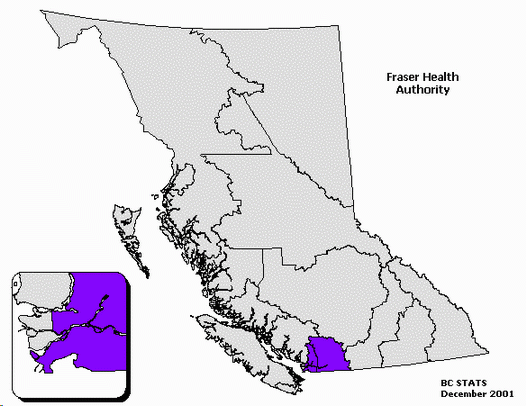 Fraser Health
Authority
BC STATS
December 2001